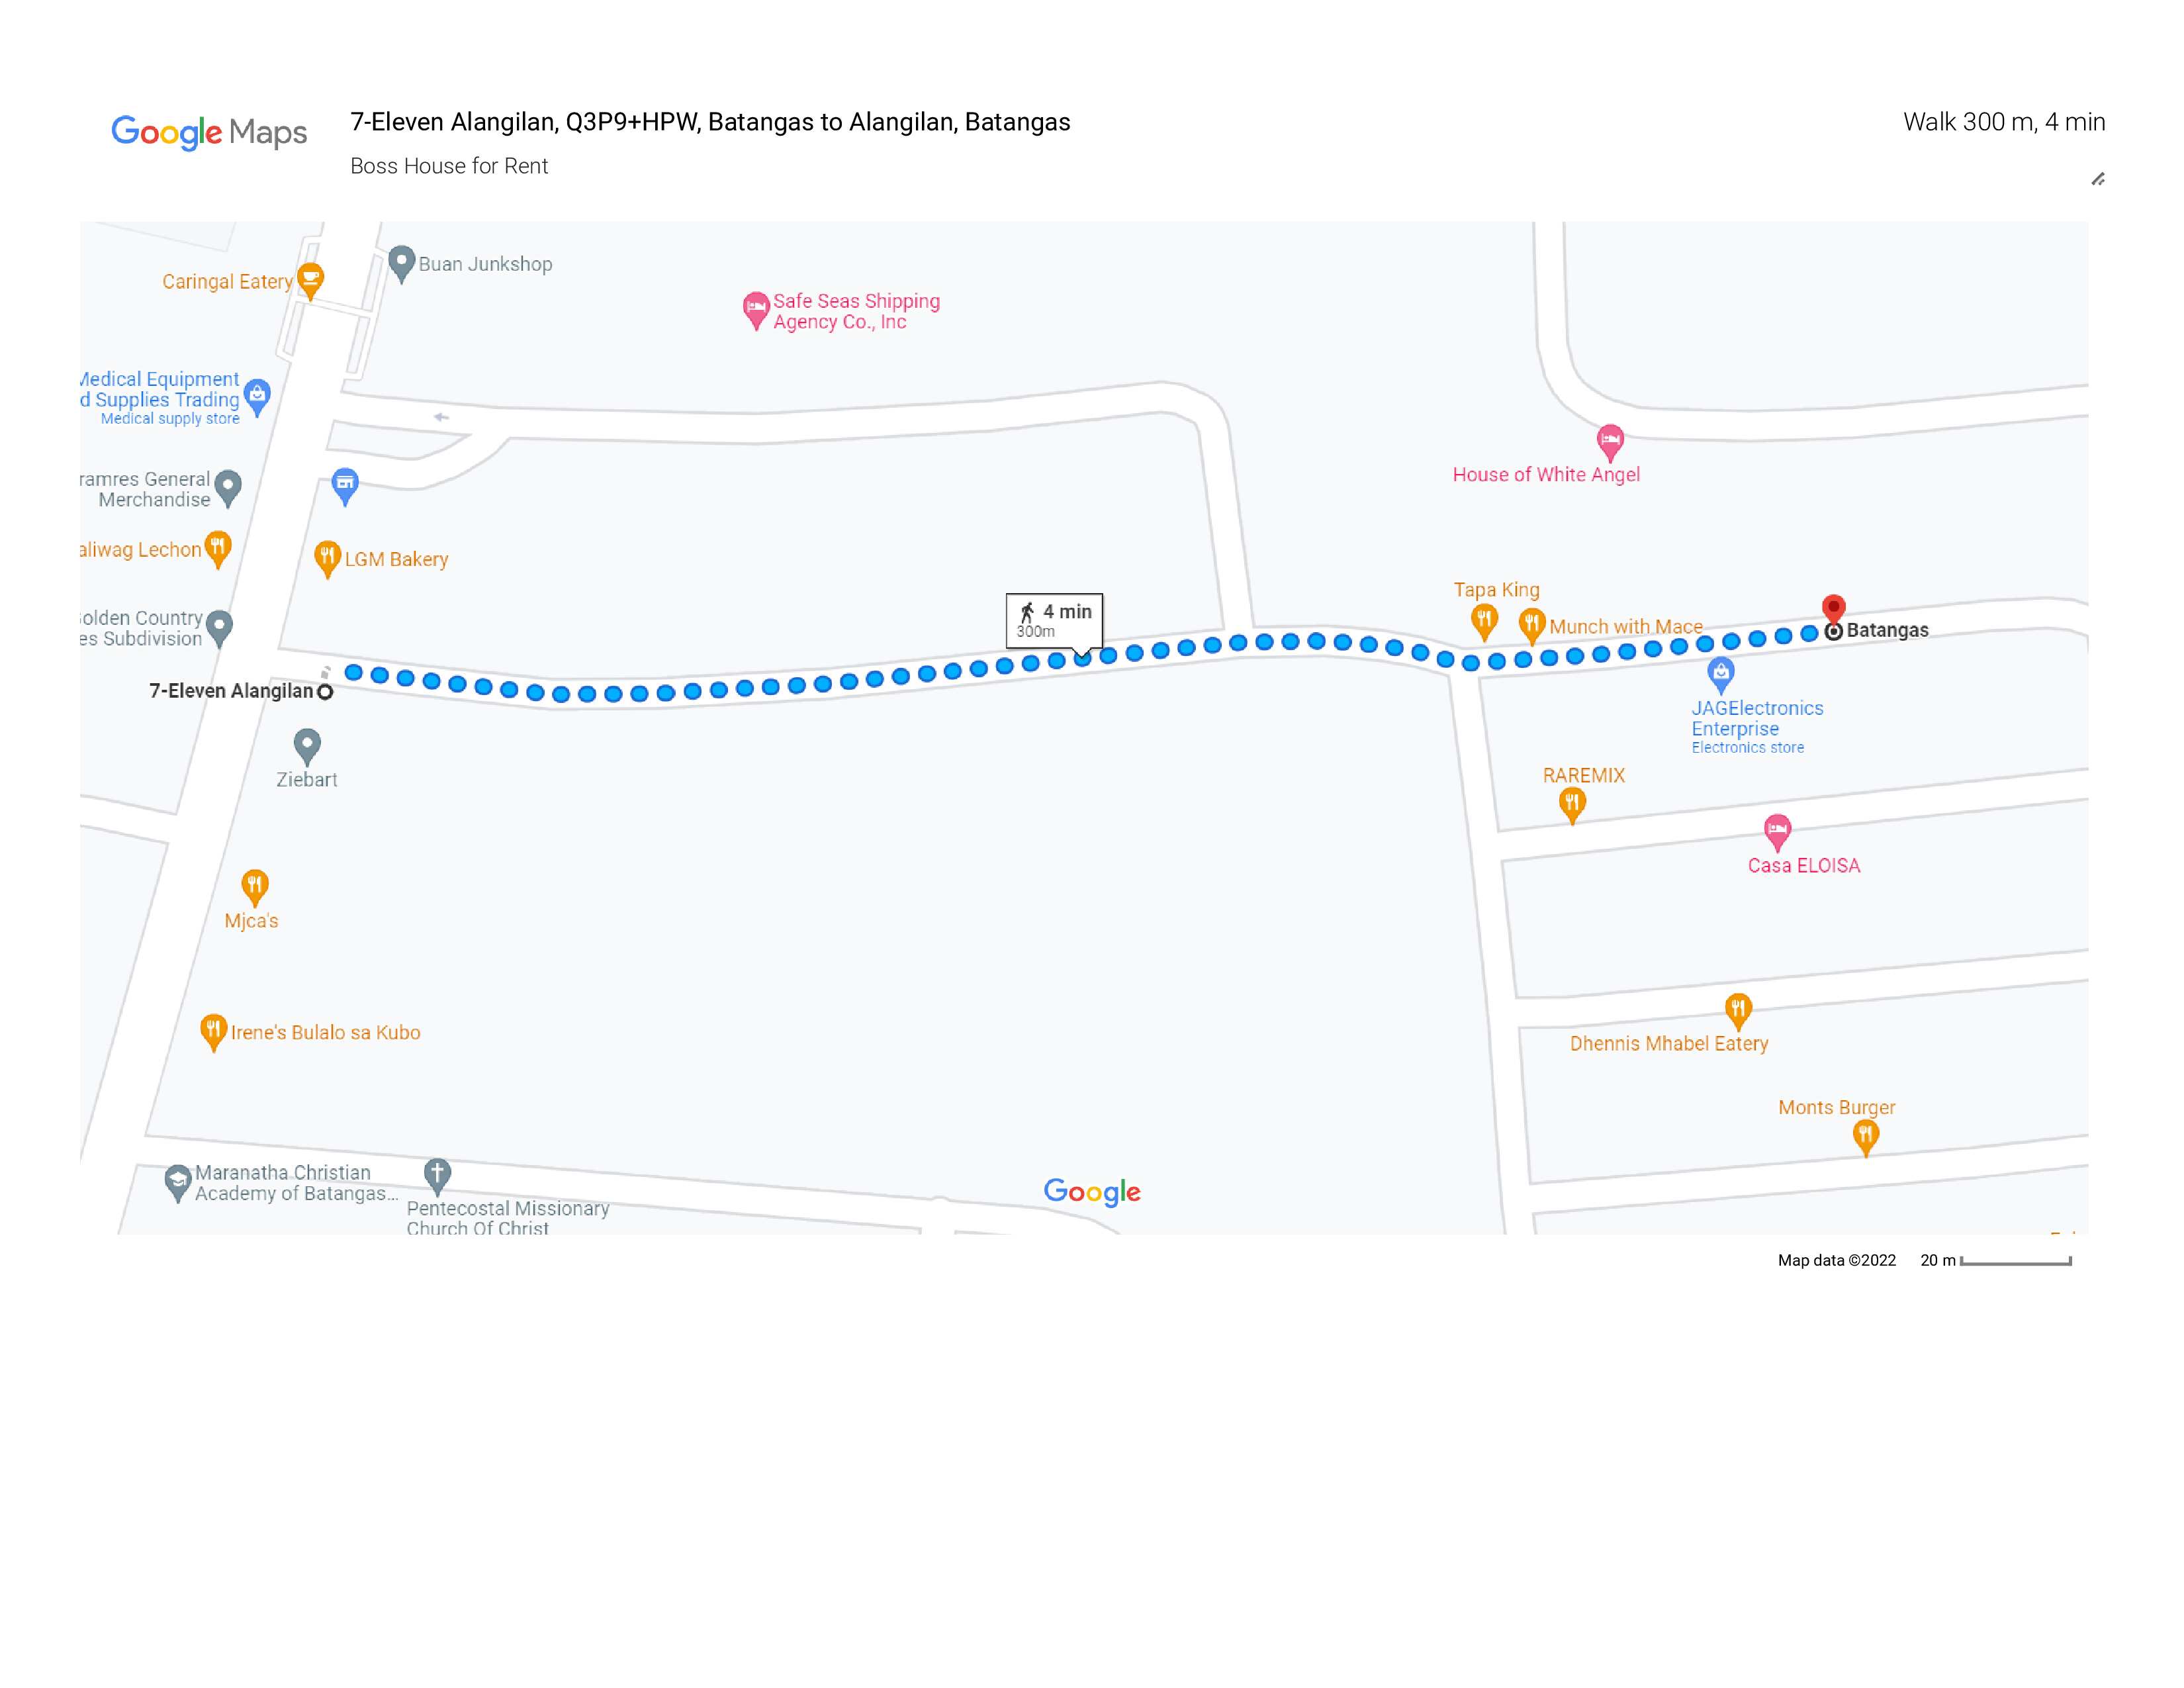 Google Maps
7-Eleven Alangilan, Q3P9+HPW, Batangas to Alangilan, Batangas
Walk 300 m, 4 min
Boss House for Rent
Buan Junkshop
Caringal Eatery
Safe Seas Shipping
Agency Co., Inc
Medical Equipment
d Supplies Trading
Medical supply store
House of White Angel
ramres General
Merchandise
aliwag Lechon
LGM Bakery
Tapa King
4 min
300m
olden Country
es Subdivision
Munch with Mace
Batangas
7-Eleven Alangilan
JAGElectronics
Enterprise
Electronics store
Ziebart
RAREMIX
Casa ELOISA
Mjca's
Irene's Bulalo sa Kubo
Dhennis Mhabel Eatery
Monts Burger
Maranatha Christian
Academy of Batangas...
Google
Pentecostal Missionary
Church Of Christ
Map data ©2022
20 m